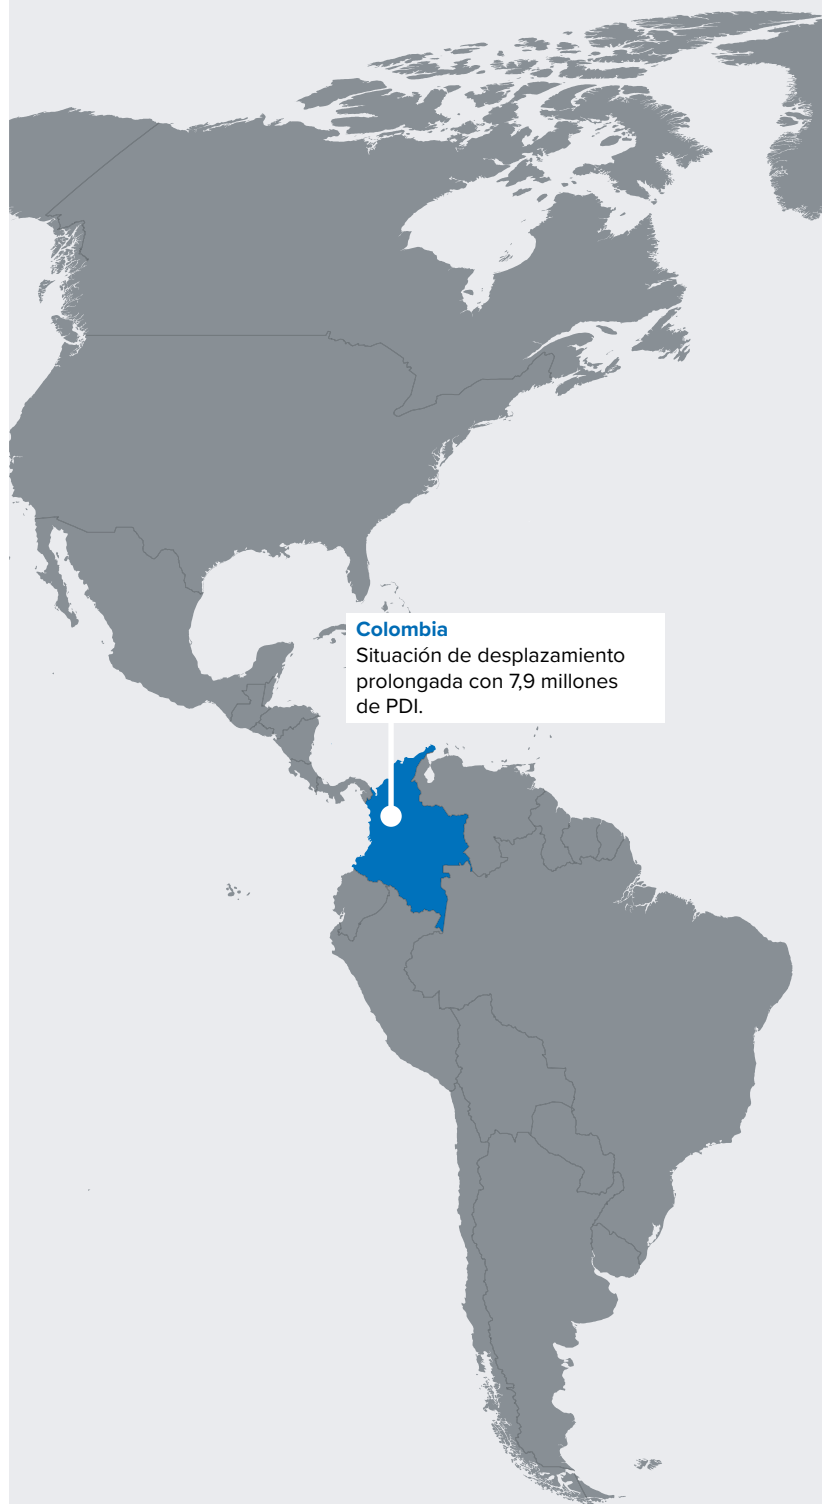 Colombia
Situación de desplazamiento
prolongada con 7,9 millones
de PDI.